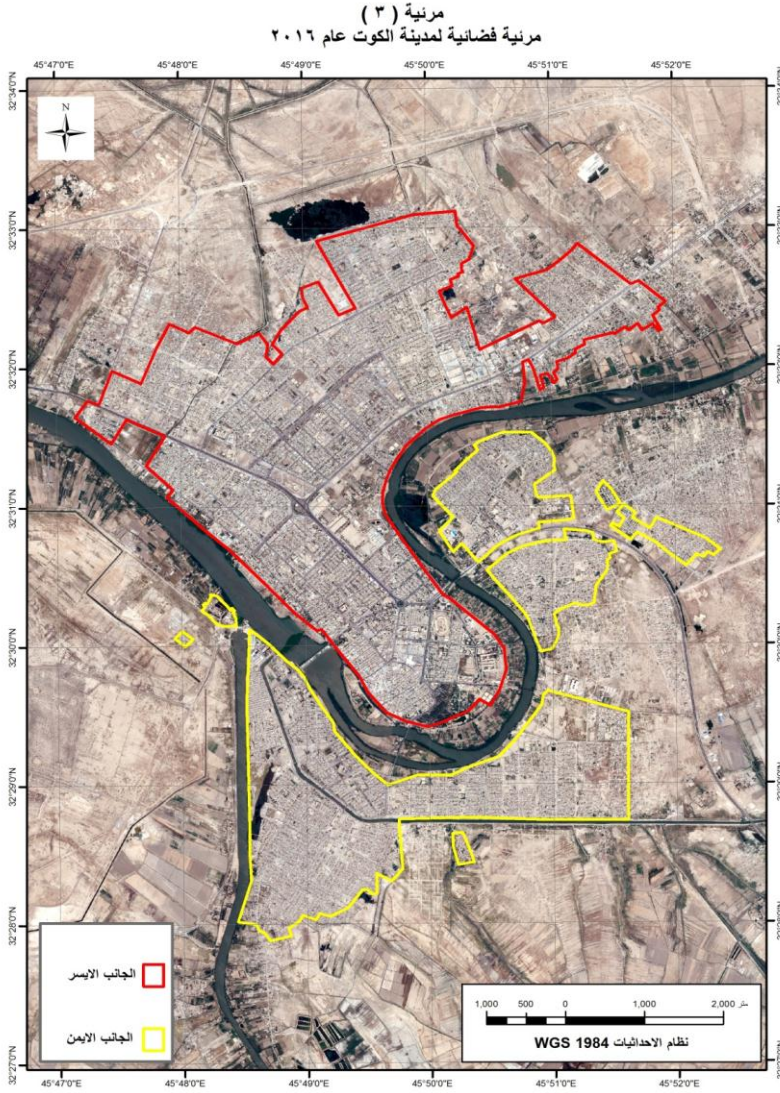 مرئية ( ٣ )
مرئية فضائية لمدينة الكوت عام ٢٠١٦
45°47'0"E 45°48'0"E 45°49'0"E 45°50'0"E 45°51'0"E 45°52'0"E
32°34'0"N
N
32°33'0"N
32°32'0"N
32°31'0"N
32°30'0"N
32°29'0"N
32°28'0"N
32°27'0"N
الجانب الايسر
الجانب الايمن
1,000 500 0 1,000 2,000 متر
نظام الاحداثيات WGS 1984
45°47'0"E 45°48'0"E 45°49'0"E 45°50'0"E 45°51'0"E 45°52'0"E